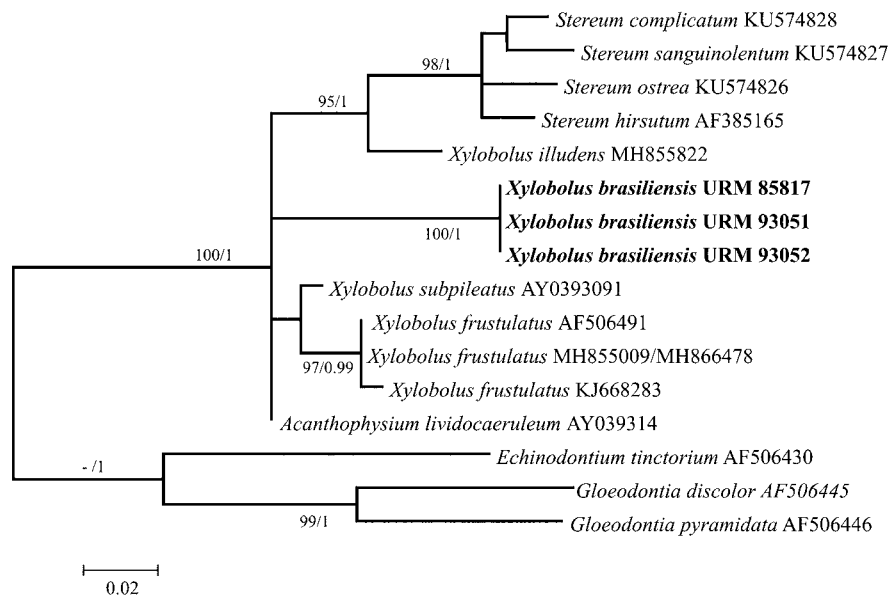 Stereum complicatum KU574828
Stereum sanguinolentum KU574827
98/1
Stereum ostrea KU574826
95/1
Stereum hirsutum AF385165
Xylobolus illudens MH855822
Xylobolus brasiliensis URM 85817
Xylobolus brasiliensis URM 93051
100/1
Xylobolus brasiliensis URM 93052
100/1
Xylobolus subpileatus AY0393091
Xylobolus frustulatus AF506491
Xylobolus frustulatus MH855009/MH866478
97/0.99
Xylobolus frustulatus KJ668283
Acanthophysium lividocaeruleum AY039314
Echinodontium tinctorium AF506430
- /1
Gloeodontia discolor AF506445
99/1
Gloeodontia pyramidata AF506446
0.02